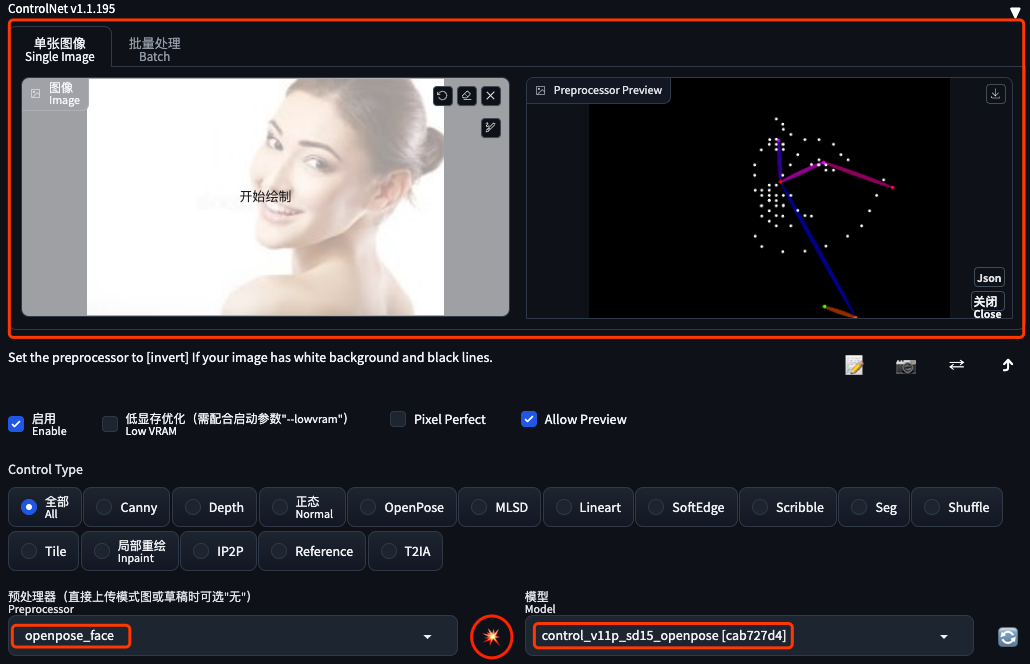 ControlNet v1.1.195
单张图像
Single Image
批量处理
Batch
图像
Image
开始绘制
Preprocessor Preview
Json
关闭
Close
Set the preprocessor to [invert] If your image has white background and black lines.
启用
Enable
低显存优化（需配合启动参数"--lowvram"）
Low VRAM
Pixel Perfect
Allow Preview
Control Type
全部
All
Canny
Depth
正态
Normal
OpenPose
MLSD
Lineart
SoftEdge
Scribble
Seg
Shuffle
Tile
局部重绘
Inpaint
IP2P
Reference
T2IA
预处理器（直接上传模式图或草稿时可选"无"）
Preprocessor
模型
Model
openpose_face
control_v11p_sd15_openpose [cab727d4]